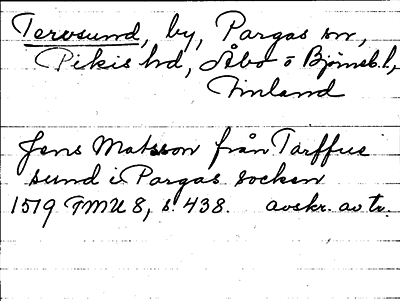 Tervsund, by, Pargas sn,
Pikis hd, Åbo o Björneb. l,
Finland
Jens Matsson från Tarffue
sund i Pargas socken
1519 FMU 8, s. 438. avskr. av tr.